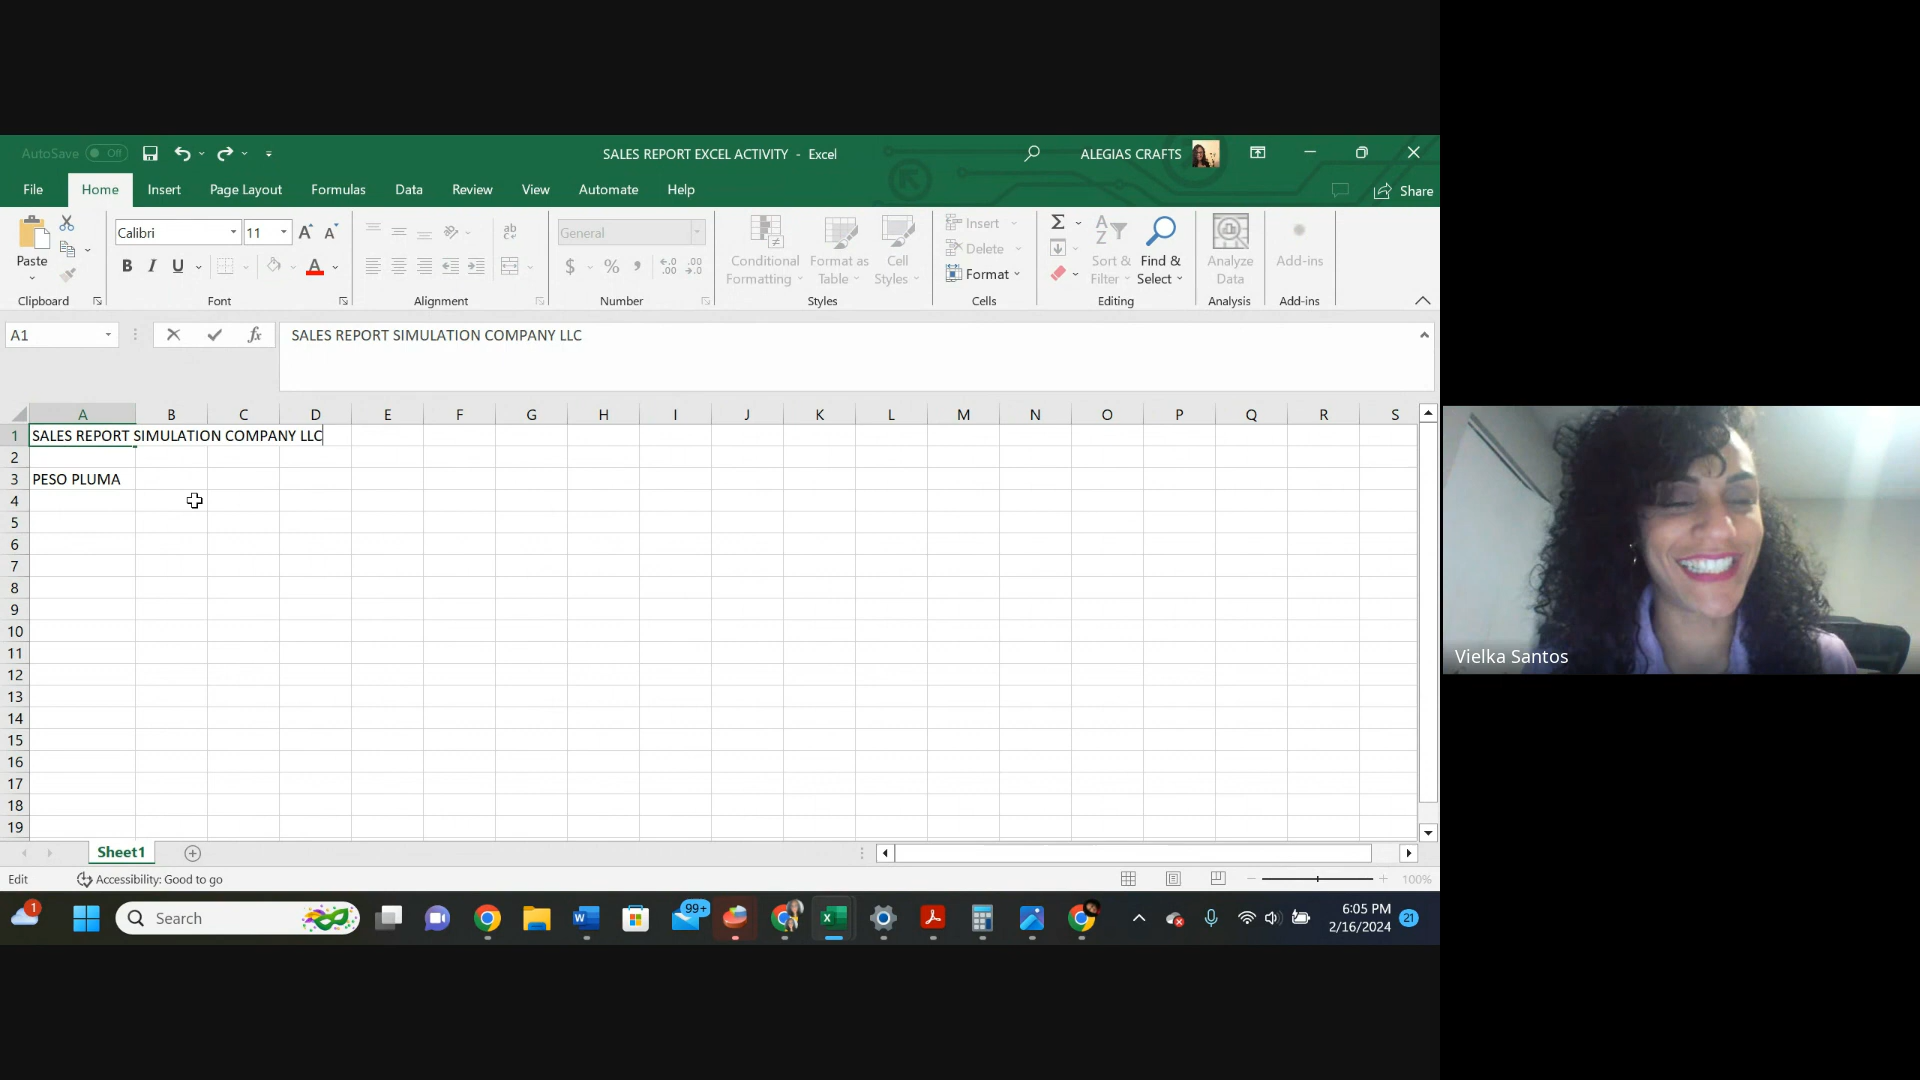 AutoSave Off
SALES REPORT EXCEL ACTIVITY - Excel
ALEGIAS CRAFTS
File Home Insert Page Layout Formulas Data Review View Automate Help
Share
Calibri 11
ab
General
Paste
B I U A
$ % ,
Conditional Formatting
Format as Table
Cell Styles
Insert
Delete
Format
Sort & Filter
Find & Select
Analyze Data
Add-ins
Clipboard Font Alignment Number Styles Cells Editing Analysis Add-ins
A1
fx
SALES REPORT SIMULATION COMPANY LLC
A B C D E F G H I J K L M N O P Q R S
1 SALES REPORT SIMULATION COMPANY LLC
2
3 PESO PLUMA
4
5
6
7
8
9
10
11
12
13
14
15
16
17
18
19
Vielka Santos
Sheet1
Edit
Accessibility: Good to go
100%
1
Search
99+
6:05 PM
2/16/2024
21